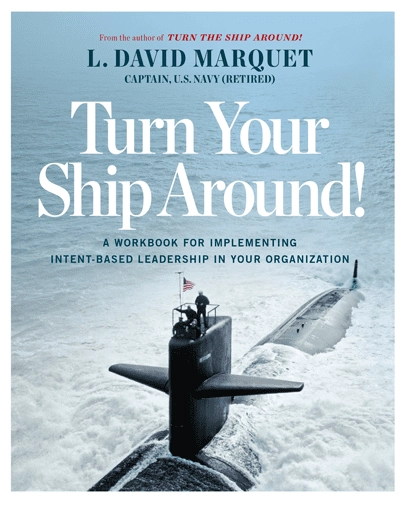 From the author of TURN THE SHIP AROUND!
L. DAVID MARQUET
CAPTAIN, U.S. NAVY (RETIRED)
Turn Your
Ship Around!
A WORKBOOK FOR IMPLEMENTING
INTENT-BASED LEADERSHIP IN YOUR ORGANIZATION